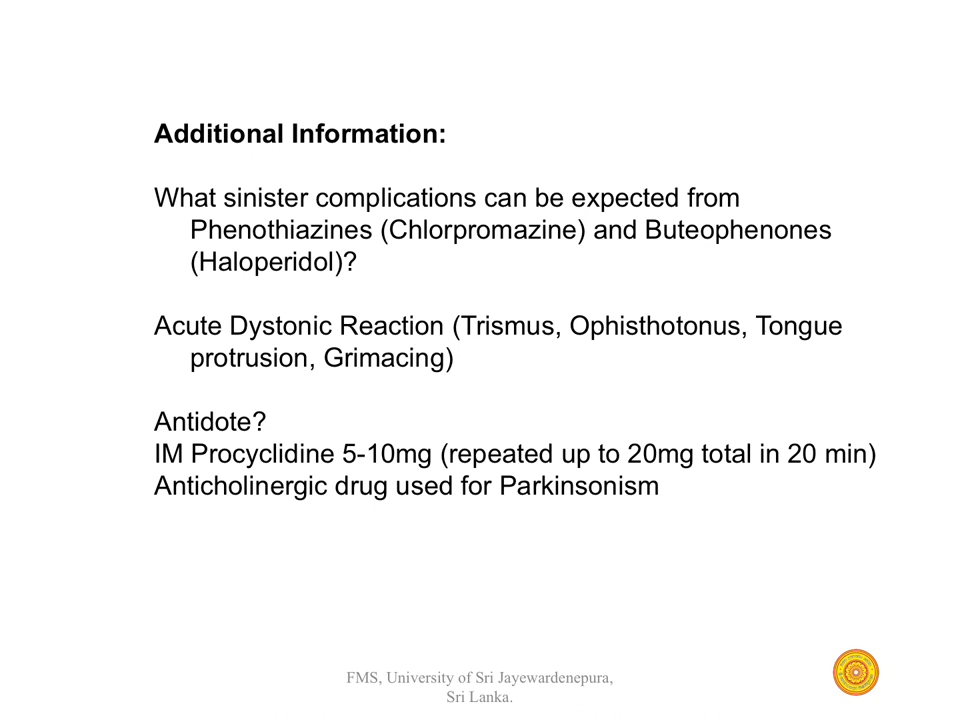 Additional Information:
What sinister complications can be expected from
Phenothiazines (Chlorpromazine) and Buteophenones
(Haloperidol)?
Acute Dystonic Reaction (Trismus, Ophisthotonus, Tongue
protrusion, Grimacing)
Antidote?
IM Procyclidine 5-10mg (repeated up to 20mg total in 20 min)
Anticholinergic drug used for Parkinsonism
FMS, University of Sri Jayewardenepura,
Sri Lanka.